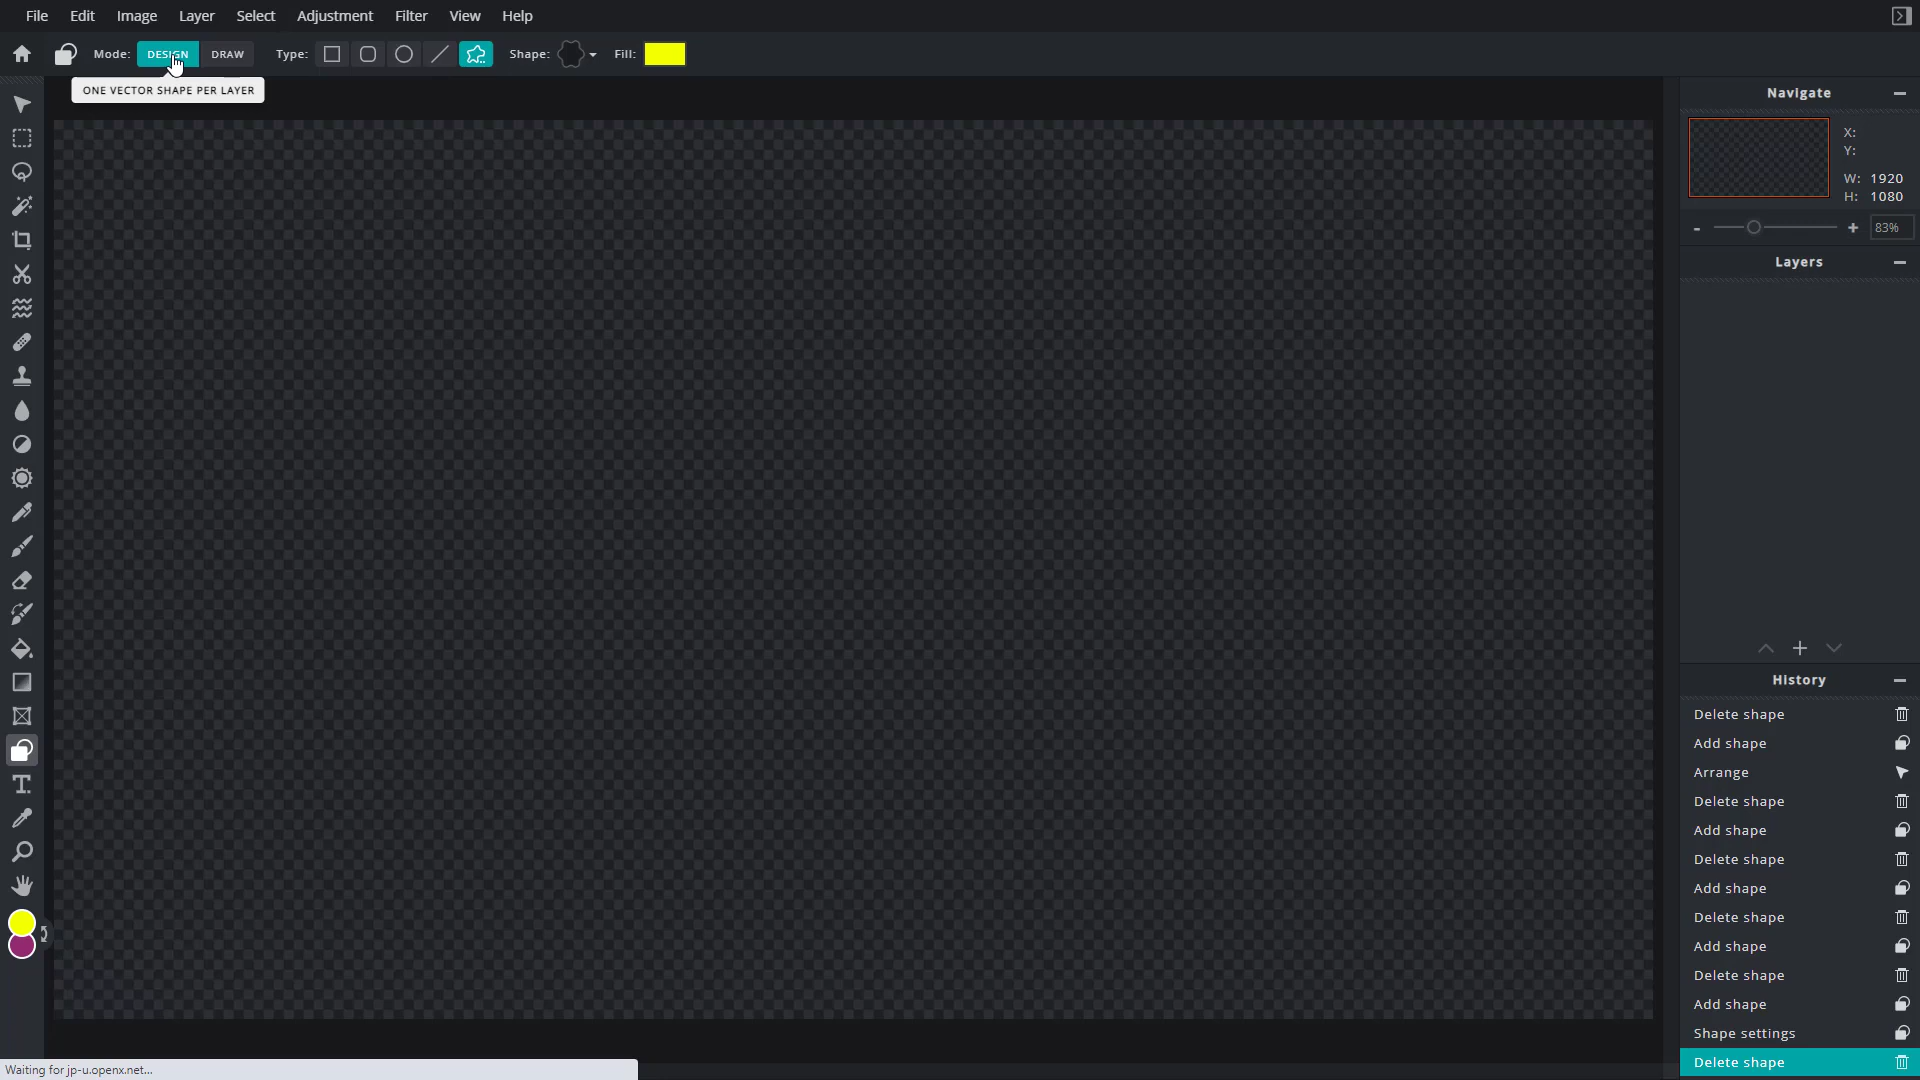 File Edit Image Layer Select Adjustment Filter View Help
Mode: DESIGN DRAW Type: Shape: Fill:
ONE VECTOR SHAPE PER LAYER
Navigate
X:
Y:
W: 1920
H: 1080
- + 83%
Layers
+
History
Delete shape
Add shape
Arrange
Delete shape
Add shape
Delete shape
Add shape
Delete shape
Add shape
Delete shape
Add shape
Shape settings
Delete shape
Waiting for jp-u.openx.net...